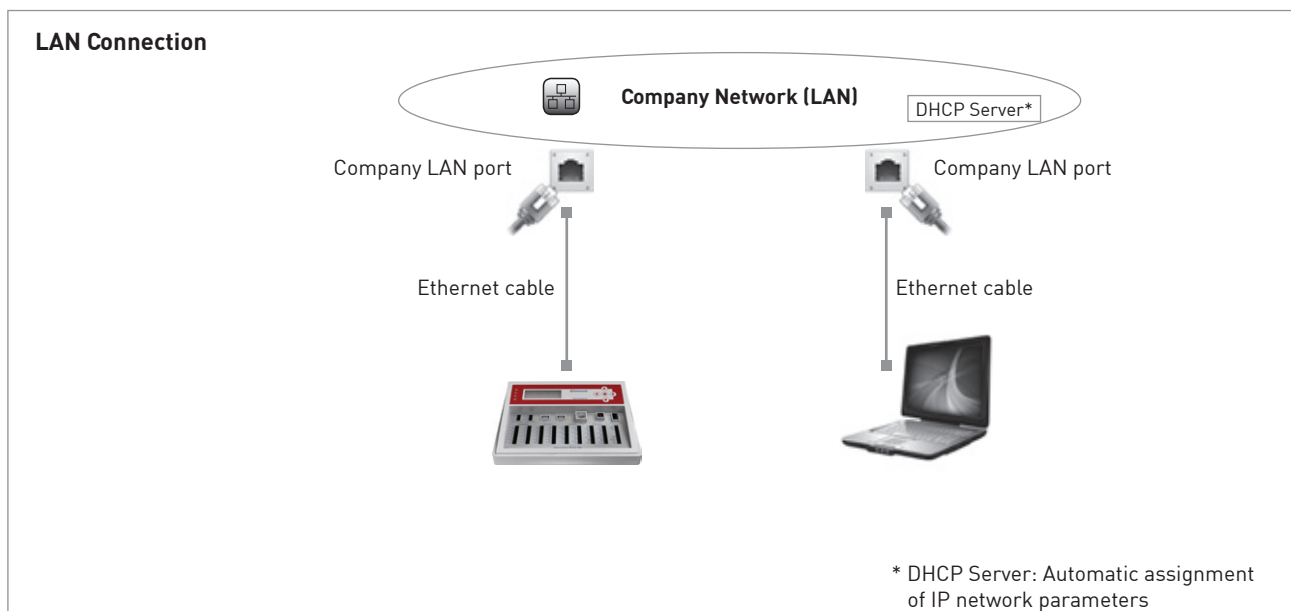 LAN Connection
Company Network (LAN)
DHCP Server*
Company LAN port
Company LAN port
Ethernet cable
Ethernet cable
* DHCP Server: Automatic assignment
of IP network parameters